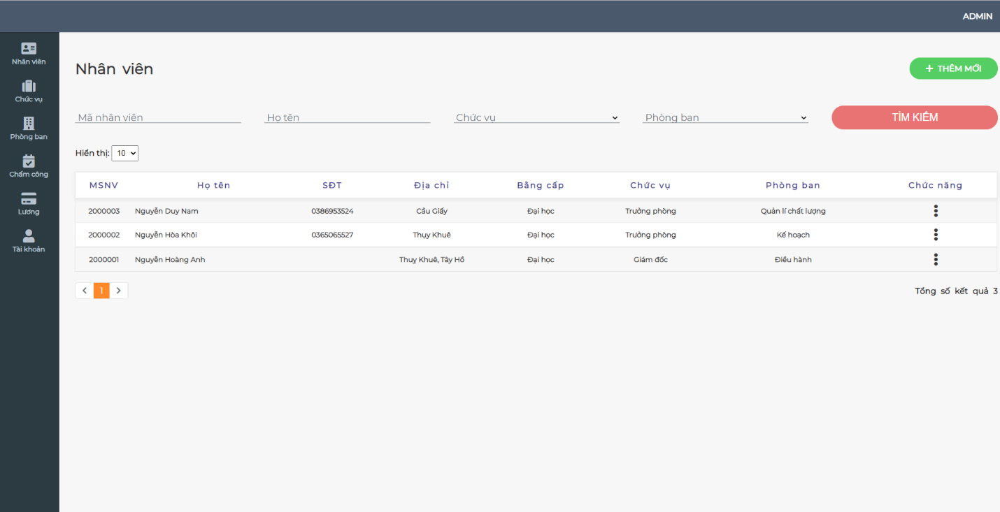 ADMIN
Nhân viên
Chức vụ
Phòng ban
Chấm công
Lương
Tài khoản
Nhân viên
+ THÊM MỚI
Mã nhân viên Họ tên Chức vụ Phòng ban TÌM KIẾM
Hiển thị: 10
MSNV Họ tên SĐT Địa chỉ Bằng cấp Chức vụ Phòng ban Chức năng
2000003 Nguyễn Duy Nam 0386953524 Cầu Giấy Đại học Trưởng phòng Quản lí chất lượng
2000002 Nguyễn Hòa Khôi 0365065527 Thụy Khuê Đại học Trưởng phòng Kế hoạch
2000001 Nguyễn Hoàng Anh Thuỵ Khuê, Tây Hồ Đại học Giám đốc Điều hành
1
Tổng số kết quả 3